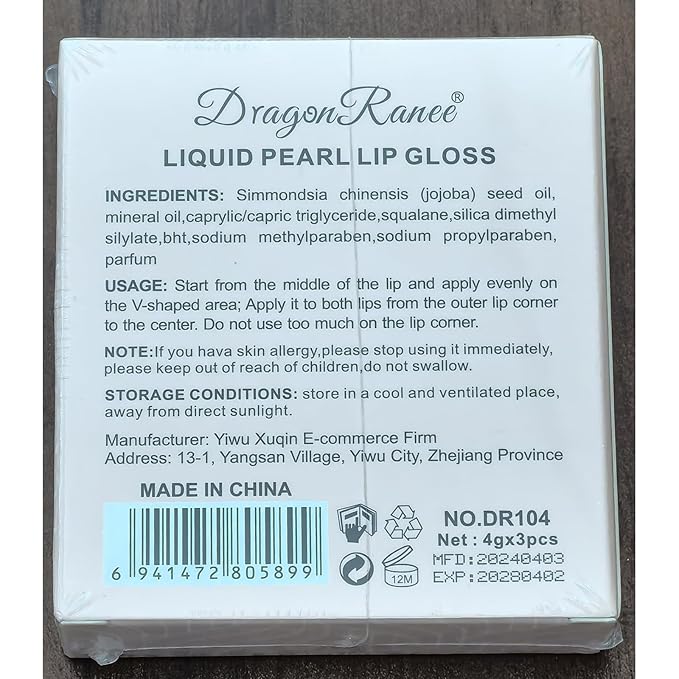 DragonRanee®
LIQUID PEARL LIP GLOSS
INGREDIENTS: Simmondsia chinensis (jojoba) seed oil,
mineral oil,caprylic/capric triglyceride,squalane,silica dimethyl
silylate,bht,sodium methylparaben,sodium propylparaben,
parfum
USAGE: Start from the middle of the lip and apply evenly on
the V-shaped area; Apply it to both lips from the outer lip corner
to the center. Do not use too much on the lip corner.
NOTE:If you hava skin allergy,please stop using it immediately,
please keep out of reach of children,do not swallow.
STORAGE CONDITIONS: store in a cool and ventilated place,
away from direct sunlight.
Manufacturer: Yiwu Xuqin E-commerce Firm
Address: 13-1, Yangsan Village, Yiwu City, Zhejiang Province
MADE IN CHINA
6 941472 805899
12M
NO.DR104
Net : 4gx3pcs
MFD:20240403
EXP:20280402